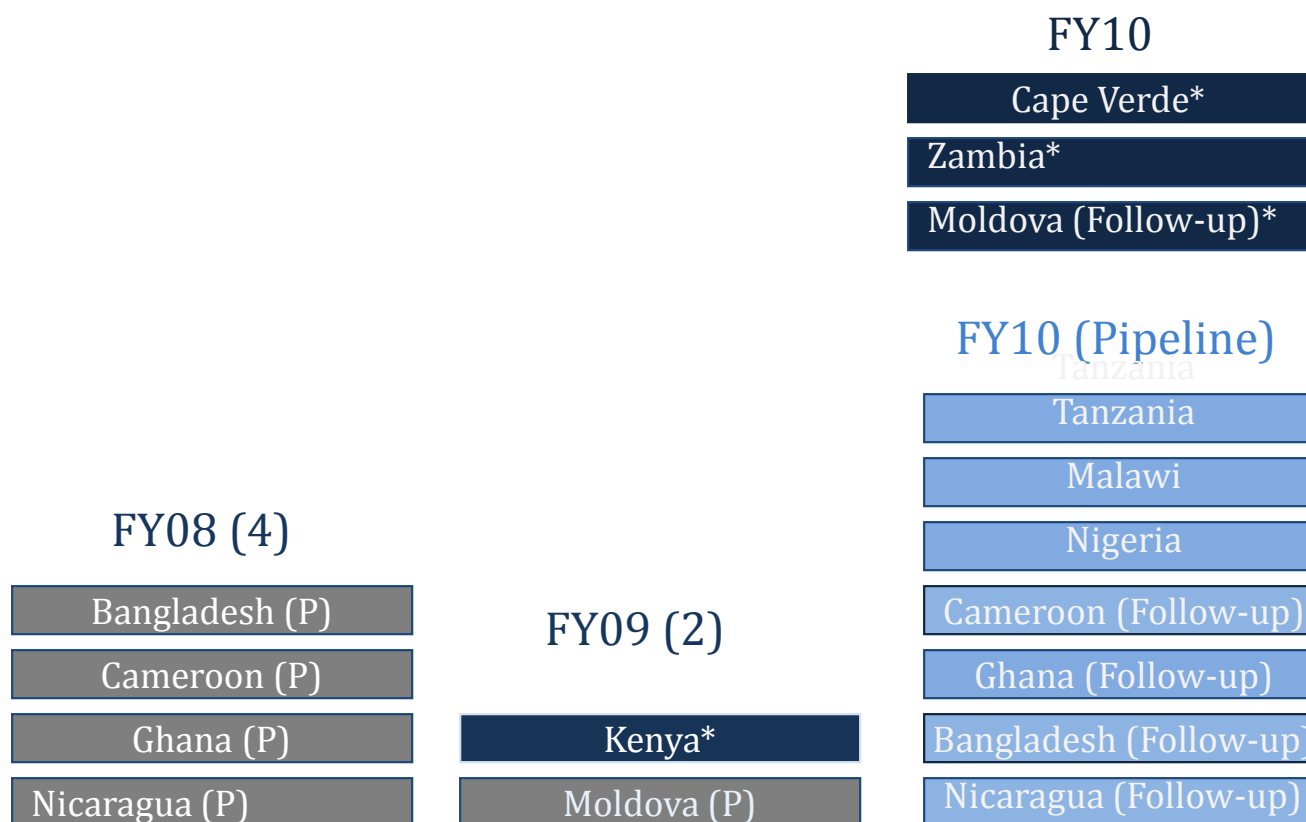 FY10
Cape Verde*
Zambia*
Moldova (Follow-up)*
FY10 (Pipeline)
Tanzania
Tanzania
Malawi
Nigeria
Cameroon (Follow-up)
Ghana (Follow-up)
Bangladesh (Follow-up)
Nicaragua (Follow-up)
FY08 (4)
Bangladesh (P)
Cameroon (P)
Ghana (P)
Nicaragua (P)
FY09 (2)
Kenya*
Moldova (P)